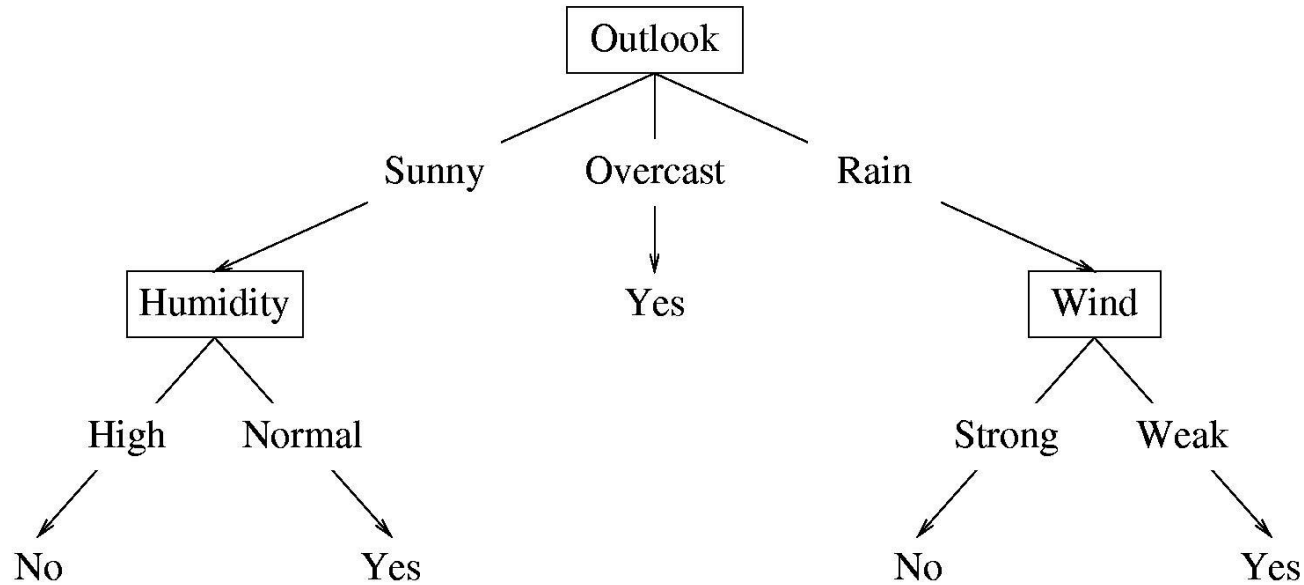 Outlook
Sunny Overcast Rain
Humidity Yes Wind
High Normal Strong Weak
No Yes No Yes